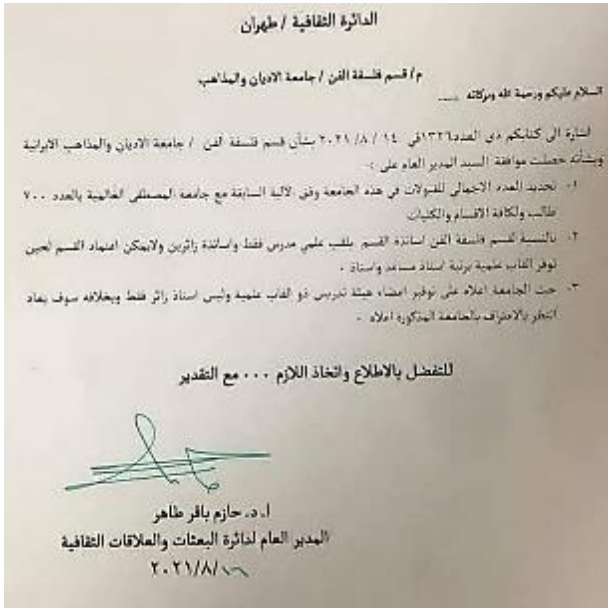 الدائرة الثقافية / طهران
م/ قسم فلسفة الفن / جامعة الاديان والمذاهب
السلام عليكم ورحمة الله وبركاته ....
اشارة الى كتابكم ذي العدد ١٣٢٦ في ١٤ / ٨/ ٢٠٢١ بشأن قسم فلسفة الفن / جامعة الاديان والمذاهب الايرانية
وبشأنه حصلت موافقة السيد المدير العام على :-
١- تحديد العدد الاجمالي للقبولات في هذه الجامعة وفق الالية السابقة مع جامعة المصطفى العالمية بالعدد ٧٠٠
طالب ولكافة الاقسام والكليات
٢- بالنسبة لقسم فلسفة الفن اساتذة القسم بلقب علمي مدرس فقط واساتذة زائرين ولايمكن اعتماد القسم لحين
توفر القاب علمية برتبة استاذ مساعد واستاذ .
٣- حث الجامعة اعلاه على توفير اعضاء هيئة تدريس ذو القاب علمية وليس استاذ زائر فقط وبخلافه سوف يعاد
النظر بالاعتراف بالجامعة المذكورة اعلاه .
للتفضل بالاطلاع واتخاذ اللازم ... مع التقدير
ا.د. حازم باقر طاهر
المدير العام لدائرة البعثات والعلاقات الثقافية
٢٠٢١/٨/